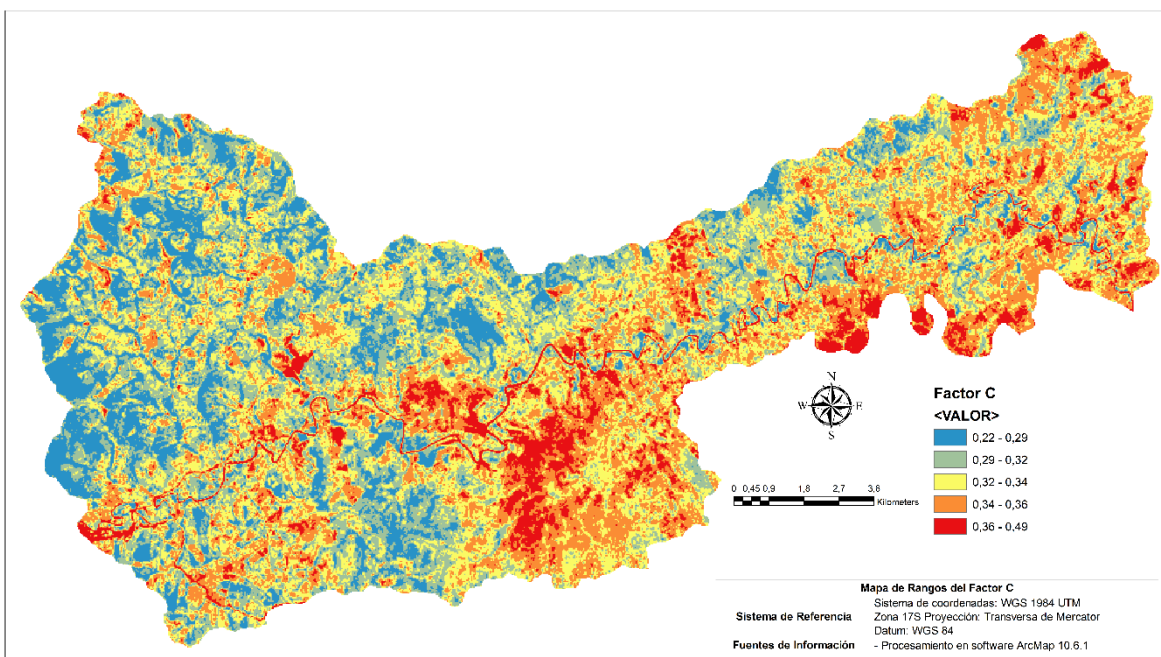 N
W E
S
Factor C
<VALOR>
0,22 - 0,29
0,29 - 0,32
0,32 - 0,34
0,34 - 0,36
0,36 - 0,49
0 0,45 0,9 1,8 2,7 3,6
Kilometers
Mapa de Rangos del Factor C
Sistema de Referencia
Sistema de coordenadas: WGS 1984 UTM
Zona 17S Proyección: Transversa de Mercator
Datum: WGS 84
Fuentes de Información
- Procesamiento en software ArcMap 10.6.1